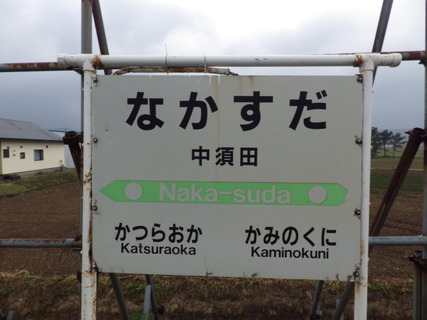 なかすだ
中須田
Naka-suda
かつらおか かみのくに
Katsuraoka Kaminokuni